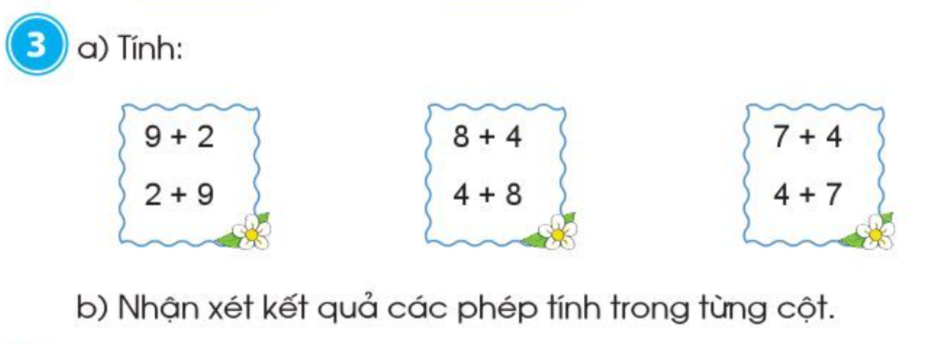 3 a) Tính:
9 + 2 8 + 4 7 + 4
2 + 9 4 + 8 4 + 7
b) Nhận xét kết quả các phép tính trong từng cột.